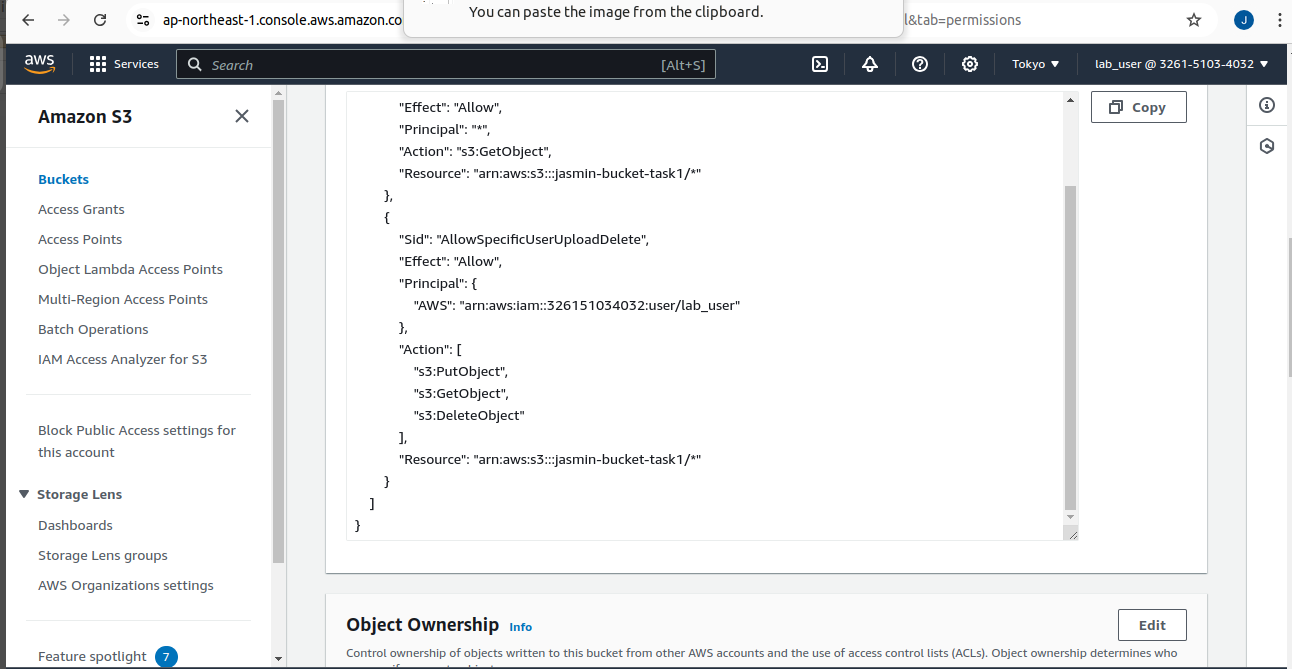 You can paste the image from the clipboard.
ap-northeast-1.console.aws.amazon.co
l&tab=permissions
J
aws
Services
Search
[Alt+S]
Tokyo
lab_user @ 3261-5103-4032
Amazon S3
Buckets
Access Grants
Access Points
Object Lambda Access Points
Multi-Region Access Points
Batch Operations
IAM Access Analyzer for S3
Block Public Access settings for
this account
Storage Lens
Dashboards
Storage Lens groups
AWS Organizations settings
Feature spotlight 7
"Effect": "Allow",
"Principal": "*",
"Action": "s3:GetObject",
"Resource": "arn:aws:s3:::jasmin-bucket-task1/*"
},
{
"Sid": "AllowSpecificUserUploadDelete",
"Effect": "Allow",
"Principal": {
"AWS": "arn:aws:iam::326151034032:user/lab_user"
},
"Action": [
"s3:PutObject",
"s3:GetObject",
"s3:DeleteObject"
],
"Resource": "arn:aws:s3:::jasmin-bucket-task1/*"
}
]
}
Copy
Object Ownership Info
Edit
Control ownership of objects written to this bucket from other AWS accounts and the use of access control lists (ACLs). Object ownership determines who